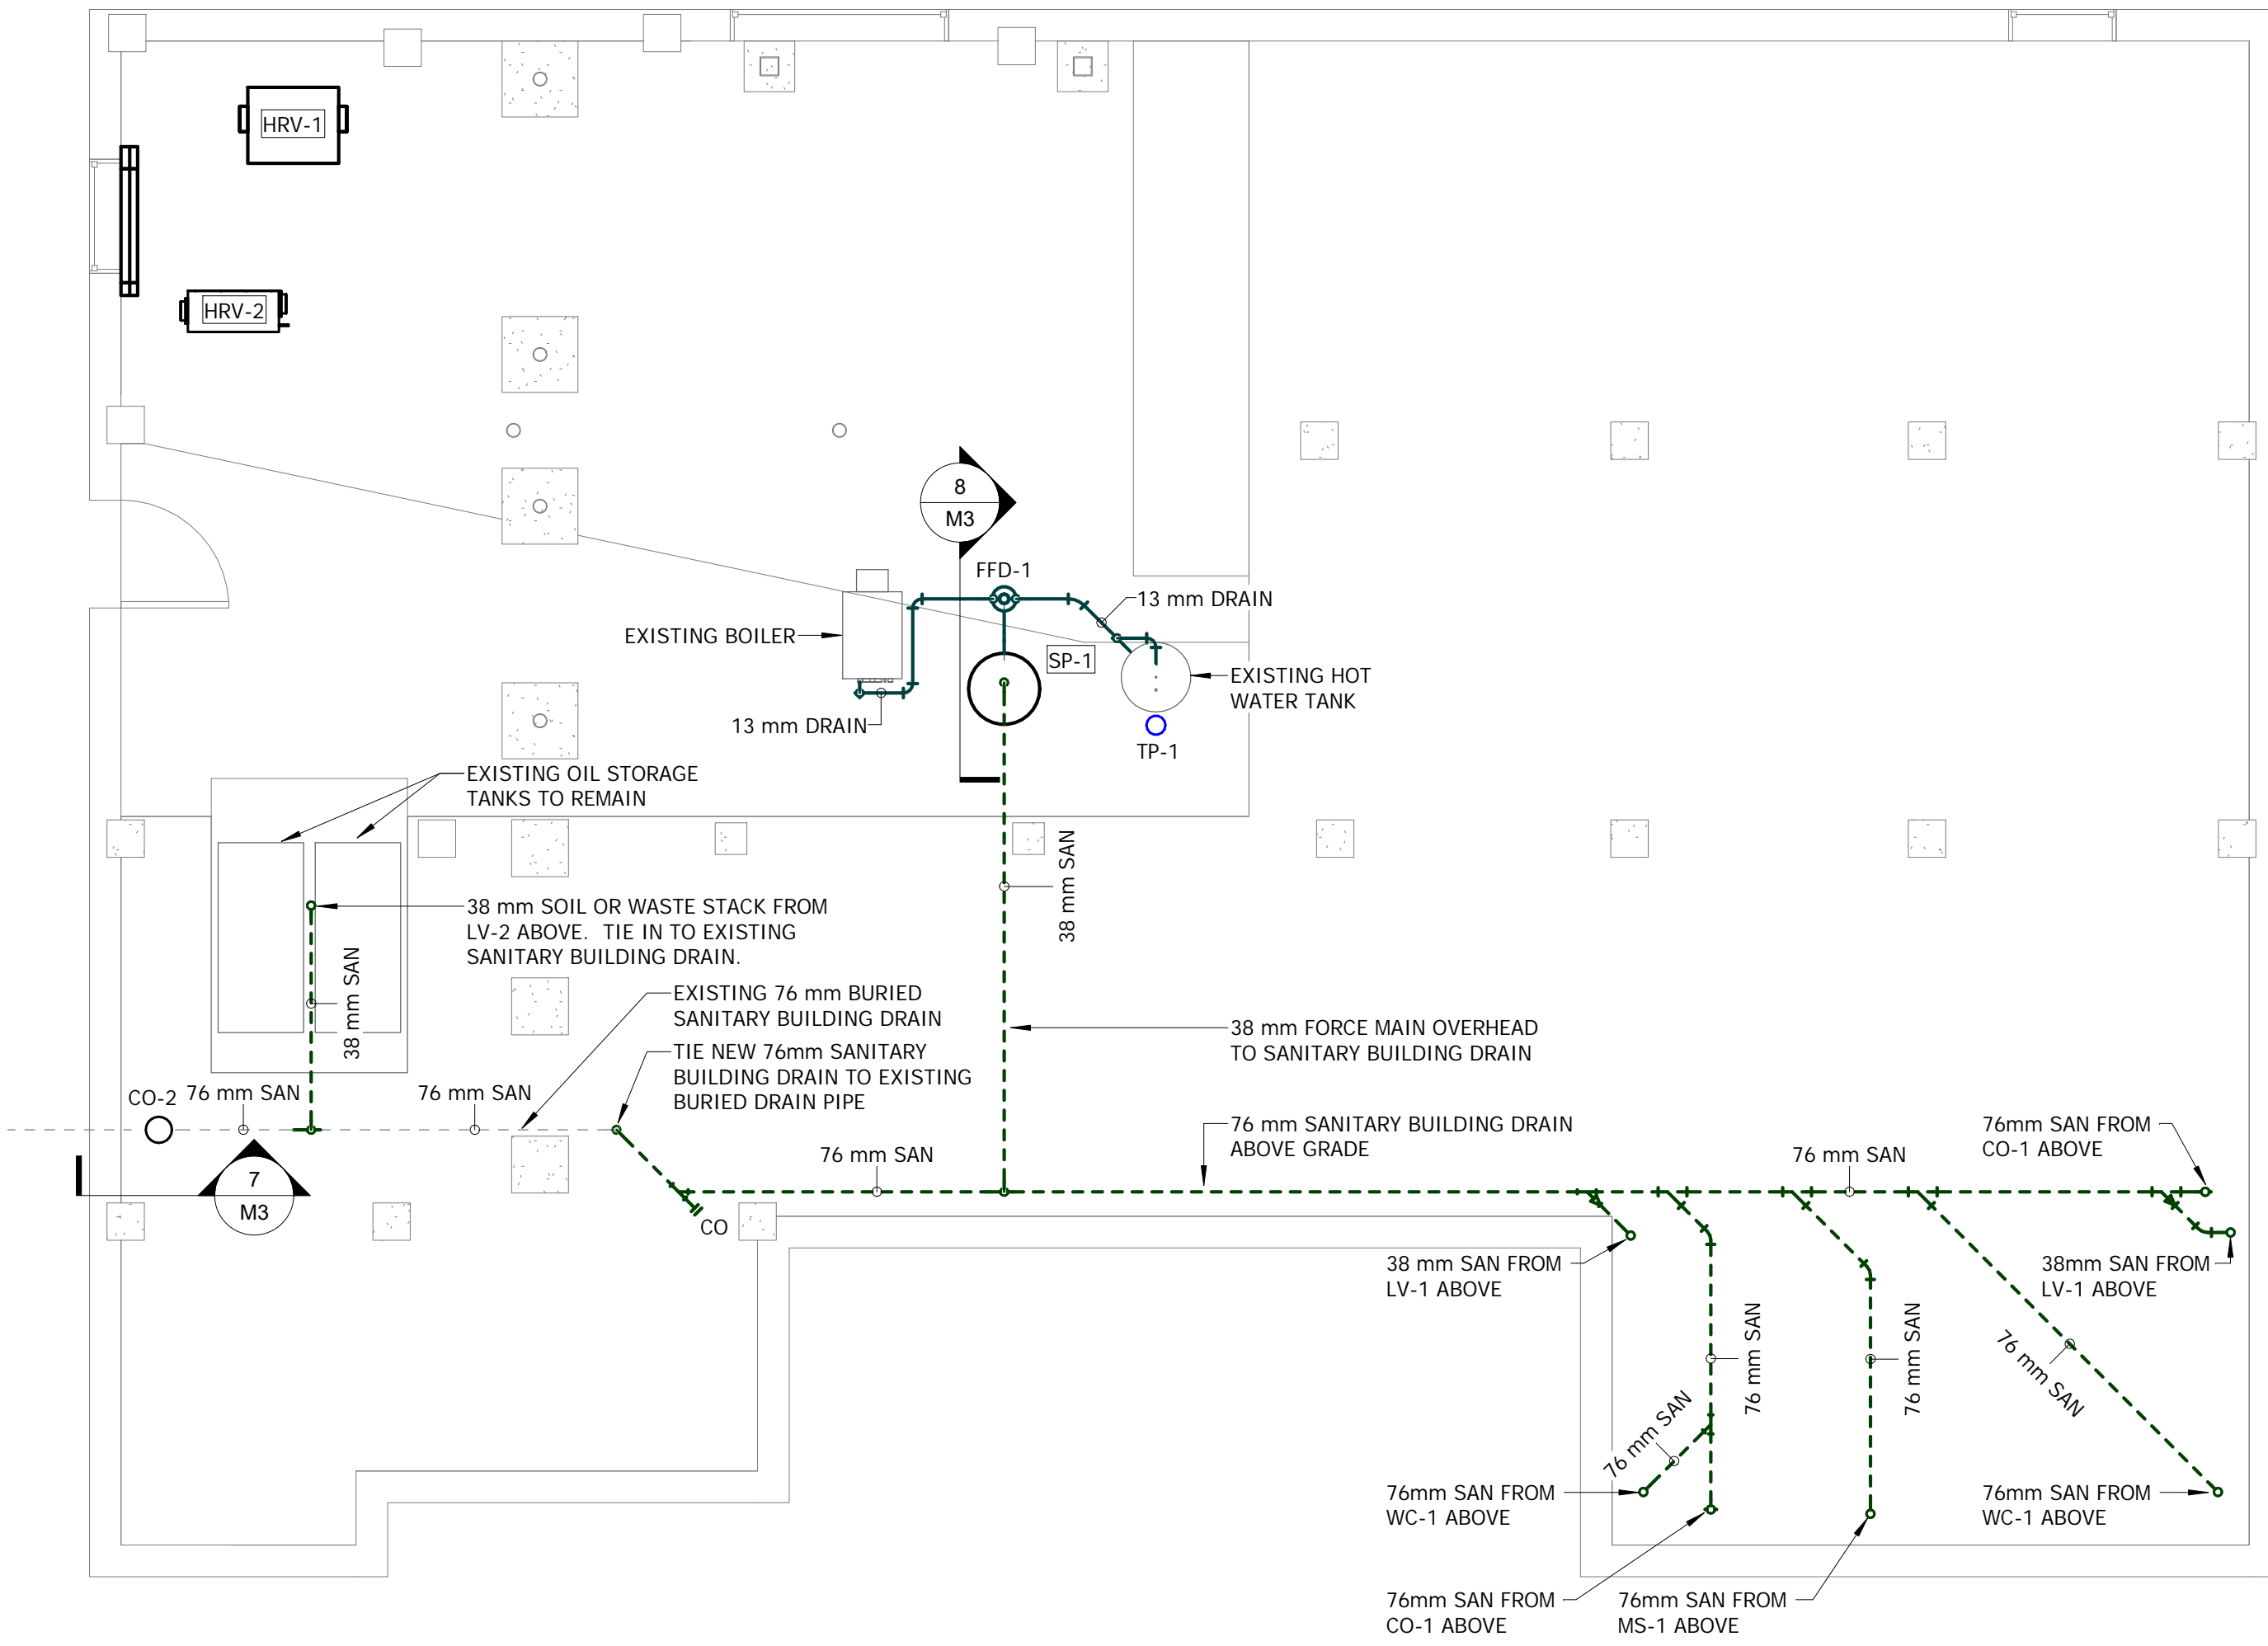 HRV-1
HRV-2
8
M3
FFD-1
13 mm DRAIN
EXISTING BOILER
SP-1
EXISTING HOT
WATER TANK
13 mm DRAIN
TP-1
EXISTING OIL STORAGE
TANKS TO REMAIN
38 mm SAN
38 mm SOIL OR WASTE STACK FROM
LV-2 ABOVE.  TIE IN TO EXISTING
SANITARY BUILDING DRAIN.
38 mm SAN
EXISTING 76 mm BURIED
SANITARY BUILDING DRAIN
38 mm FORCE MAIN OVERHEAD
TO SANITARY BUILDING DRAIN
TIE NEW 76mm SANITARY
BUILDING DRAIN TO EXISTING
BURIED DRAIN PIPE
CO-2
76 mm SAN
76 mm SAN
76 mm SANITARY BUILDING DRAIN
ABOVE GRADE
76mm SAN FROM
CO-1 ABOVE
76 mm SAN
76 mm SAN
7
M3
CO
38 mm SAN FROM
LV-1 ABOVE
38mm SAN FROM
LV-1 ABOVE
76 mm SAN
76 mm SAN
76 mm SAN
76 mm SAN
76mm SAN FROM
WC-1 ABOVE
76mm SAN FROM
WC-1 ABOVE
76mm SAN FROM
CO-1 ABOVE
76mm SAN FROM
MS-1 ABOVE